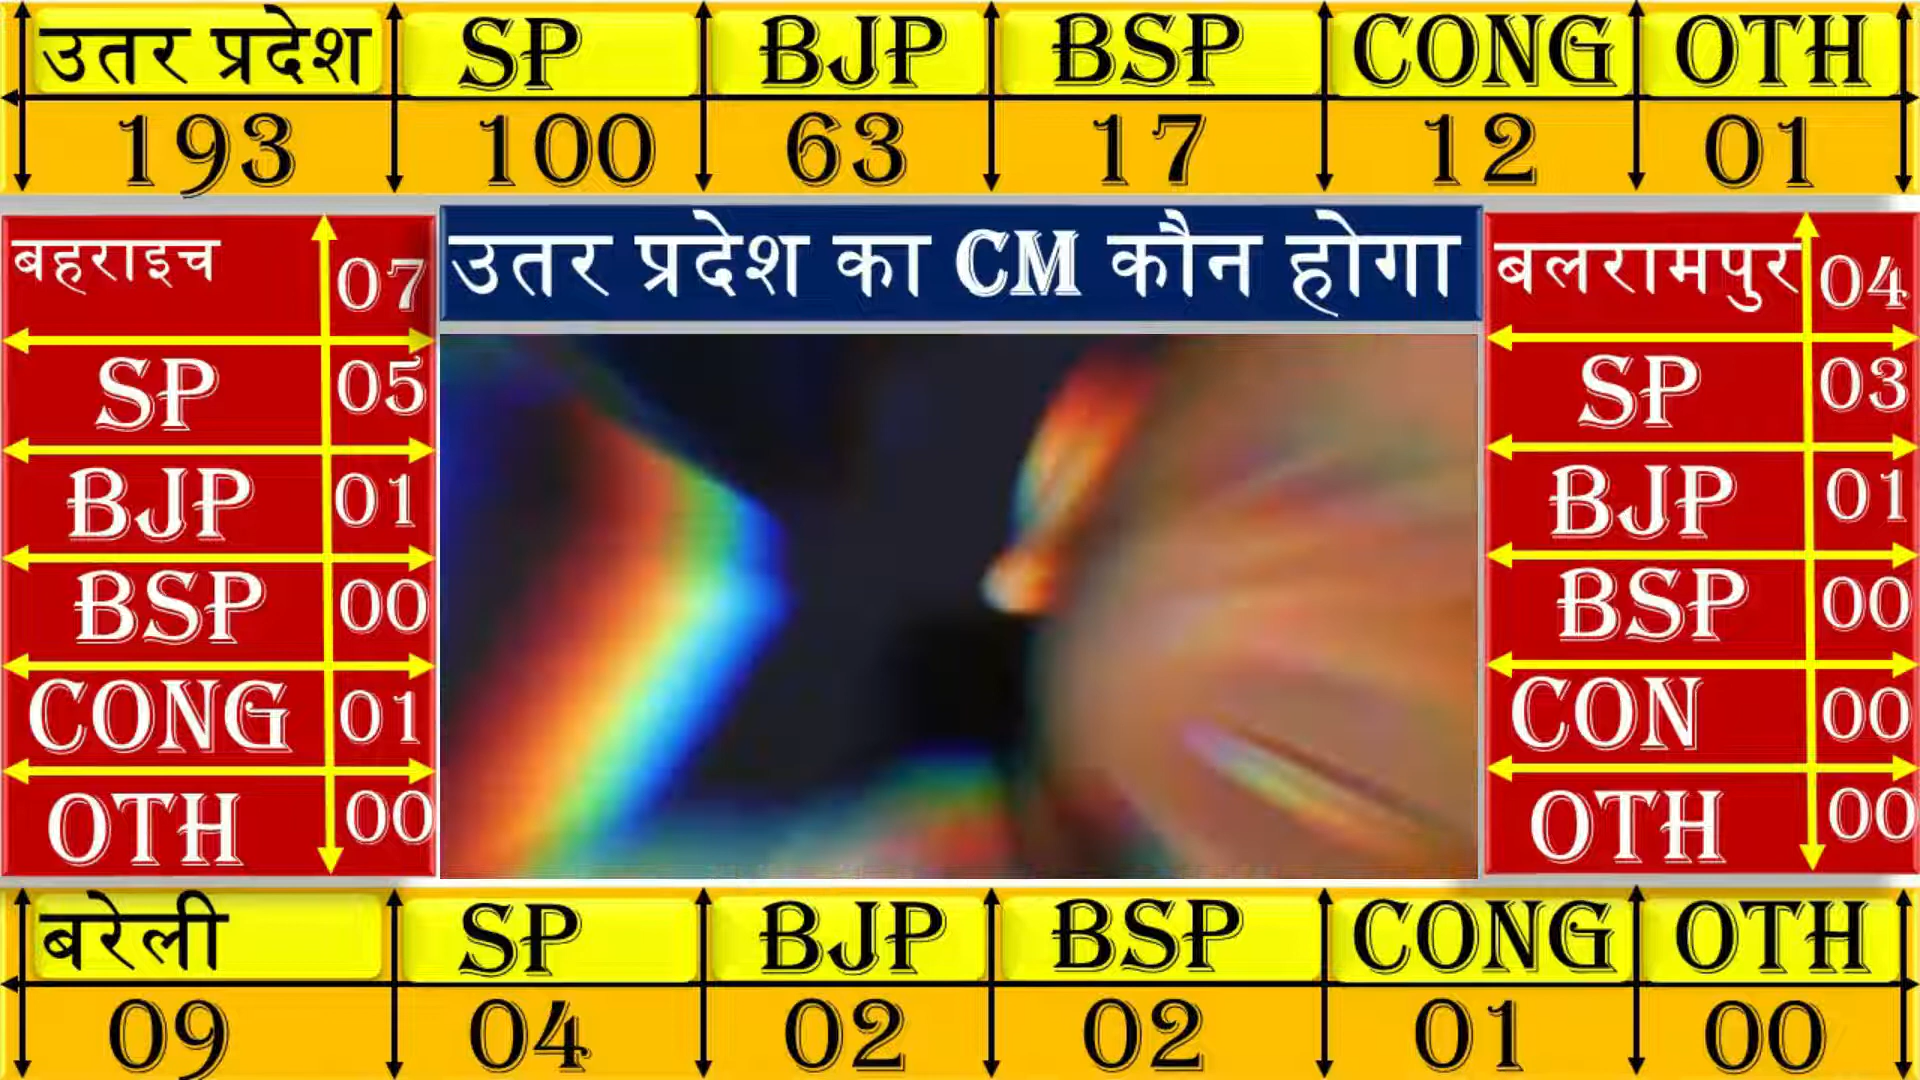 उतर प्रदेश SP BJP BSP CONG OTH
193 100 63 17 12 01
उतर प्रदेश का CM कौन होगा
बहराइच 07
SP 05
BJP 01
BSP 00
CONG 01
OTH 00
बलरामपुर 04
SP 03
BJP 01
BSP 00
CON 00
OTH 00
बरेली SP BJP BSP CONG OTH
09 04 02 02 01 00